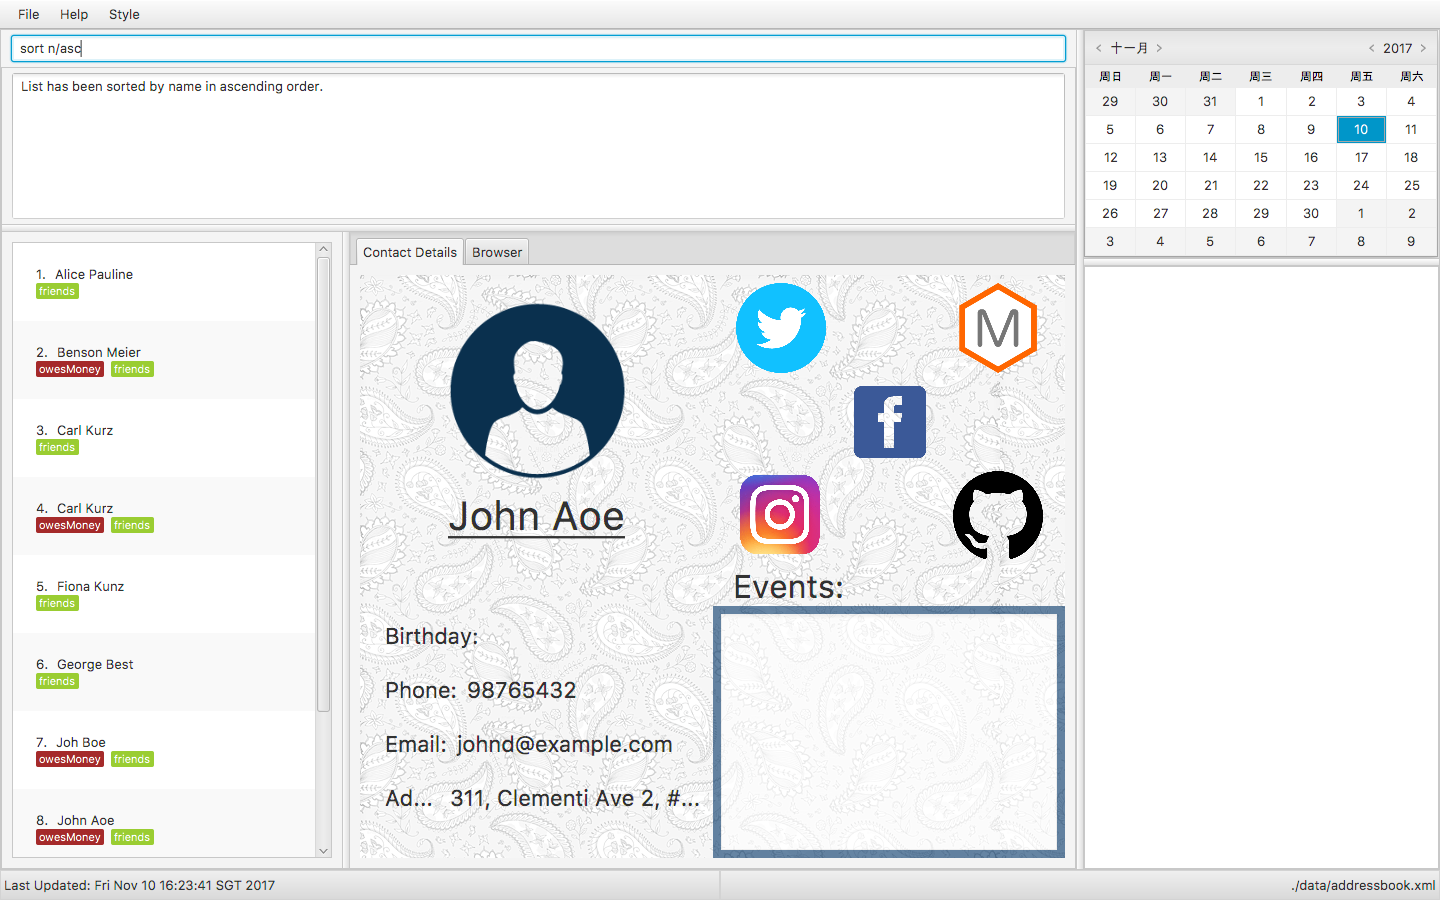 File Help Style
sort n/asc
List has been sorted by name in ascending order.
1. Alice Pauline
friends
2. Benson Meier
owesMoney friends
3. Carl Kurz
friends
4. Carl Kurz
owesMoney friends
5. Fiona Kunz
friends
6. George Best
friends
7. Joh Boe
owesMoney friends
8. John Aoe
owesMoney friends
Contact Details Browser
M
f
John Aoe
Events:
Birthday:
Phone: 98765432
Email: johnd@example.com
Ad... 311, Clementi Ave 2, #...
< 十一月 > < 2017 >
周日 周一 周二 周三 周四 周五 周六
29 30 31 1 2 3 4
5 6 7 8 9 10 11
12 13 14 15 16 17 18
19 20 21 22 23 24 25
26 27 28 29 30 1 2
3 4 5 6 7 8 9
Last Updated: Fri Nov 10 16:23:41 SGT 2017
./data/addressbook.xml